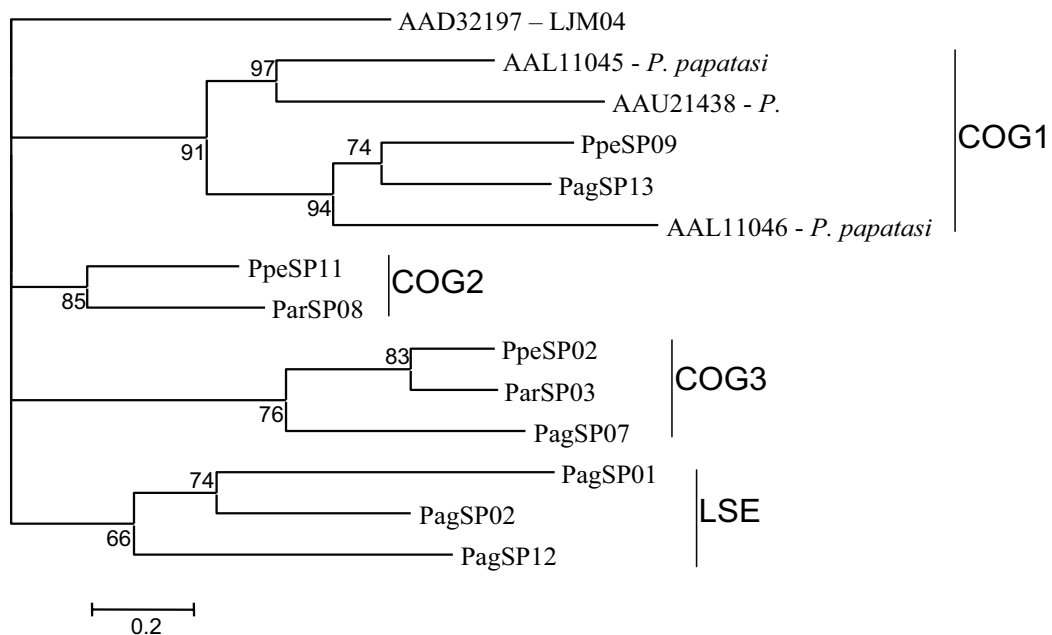 AAD32197 – LJM04
97
AAL11045 - P. papatasi
AAU21438 - P.
91
74
PpeSP09
PagSP13
94
AAL11046 - P. papatasi
COG1
PpeSP11
85
ParSP08
COG2
83
PpeSP02
ParSP03
76
PagSP07
COG3
74
PagSP01
PagSP02
66
PagSP12
LSE
0.2